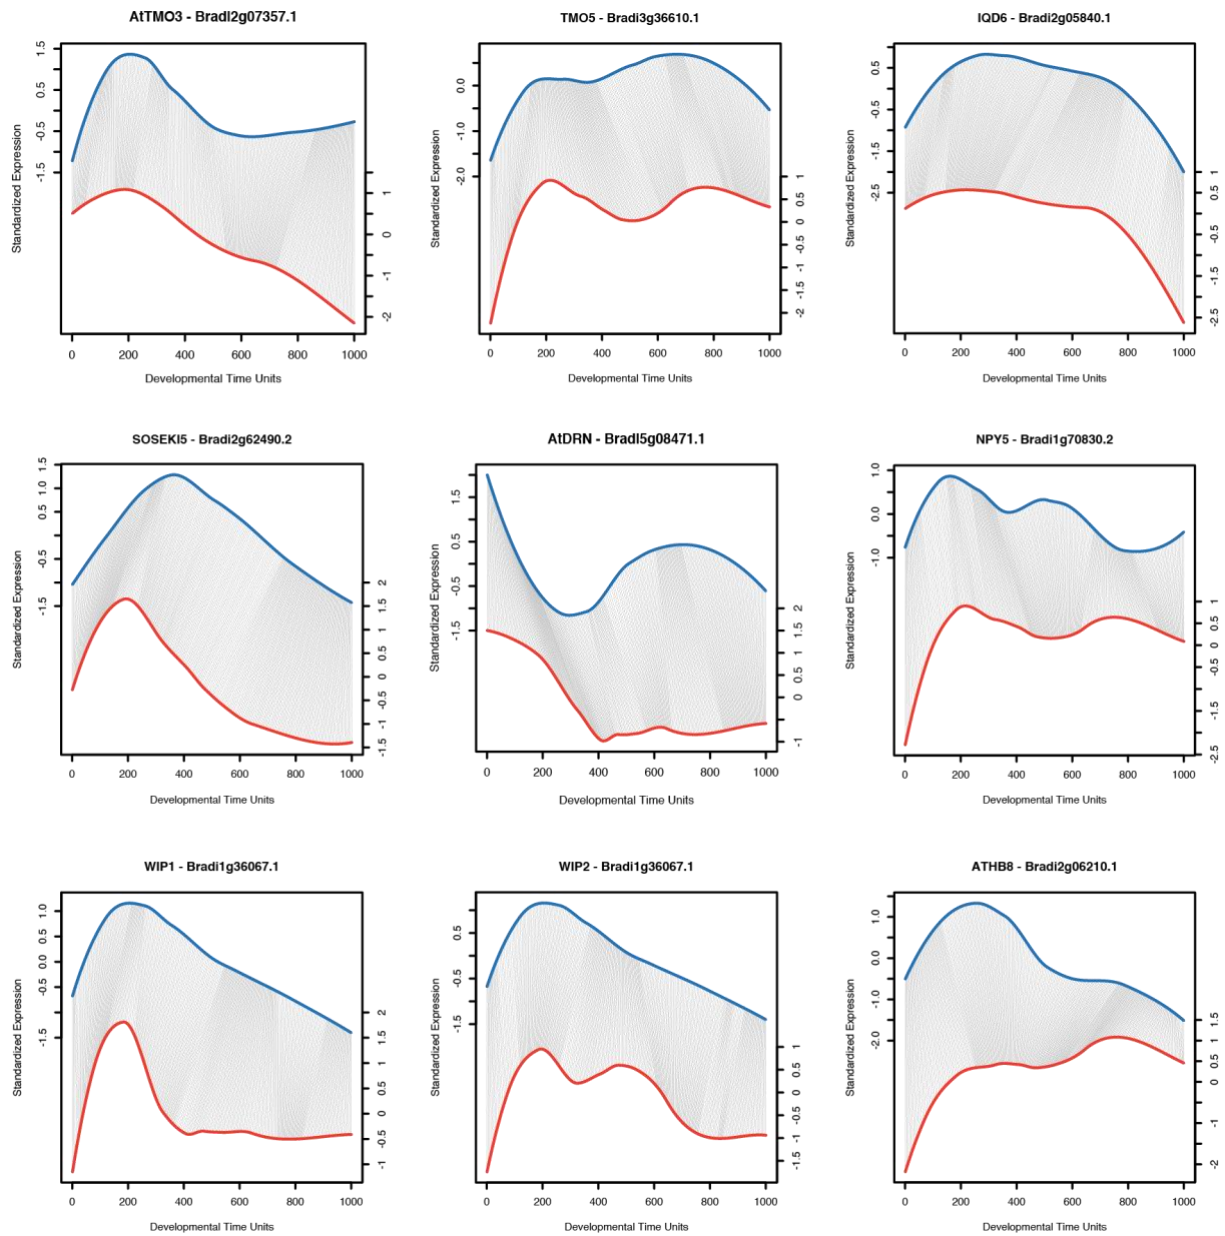 AtTMO3 - BradI2g07357.1
Standardized Expression
1.5
0.5
-0.5
-1.5
1
0
-1
-2
0 200 400 600 800 1000
Developmental Time Units
TMO5 - Bradi3g36610.1
Standardized Expression
0.0
-1.0
-2.0
1
0.5
0
-0.5
-1
-1.5
-2
0 200 400 600 800 1000
Developmental Time Units
IQD6 - Bradi2g05840.1
Standardized Expression
0.5
-0.5
-1.5
-2.5
1
0.5
0
-0.5
-1
-1.5
-2.5
0 200 400 600 800 1000
Developmental Time Units
SOSEKI5 - Bradi2g62490.2
Standardized Expression
1.5
1.0
0.5
-0.5
-1.5
2
1.5
1
0.5
0
-0.5
-1
-1.5
0 200 400 600 800 1000
Developmental Time Units
AtDRN - BradI5g08471.1
Standardized Expression
1.5
0.5
-0.5
-1.5
2
1.5
1
0.5
0
-1
0 200 400 600 800 1000
Developmental Time Units
NPY5 - Bradi1g70830.2
Standardized Expression
1.0
0.0
-1.0
1
0.5
0
-0.5
-1.5
-2.5
0 200 400 600 800 1000
Developmental Time Units
WIP1 - Bradi1g36067.1
Standardized Expression
1.0
0.5
0.0
-0.5
-1.5
2
1.5
1
0.5
0
-0.5
-1
0 200 400 600 800 1000
Developmental Time Units
WIP2 - Bradi1g36067.1
Standardized Expression
0.5
-0.5
-1.5
1
0.5
0
-0.5
-1
-1.5
0 200 400 600 800 1000
Developmental Time Units
ATHB8 - Bradi2g06210.1
Standardized Expression
1.0
0.0
-1.0
-2.0
1.5
1
0.5
0
-1
-2
0 200 400 600 800 1000
Developmental Time Units